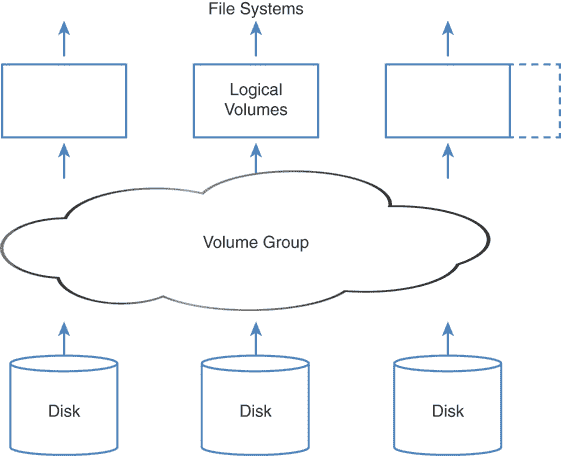 File Systems
Logical
Volumes
Volume Group
Disk
Disk
Disk